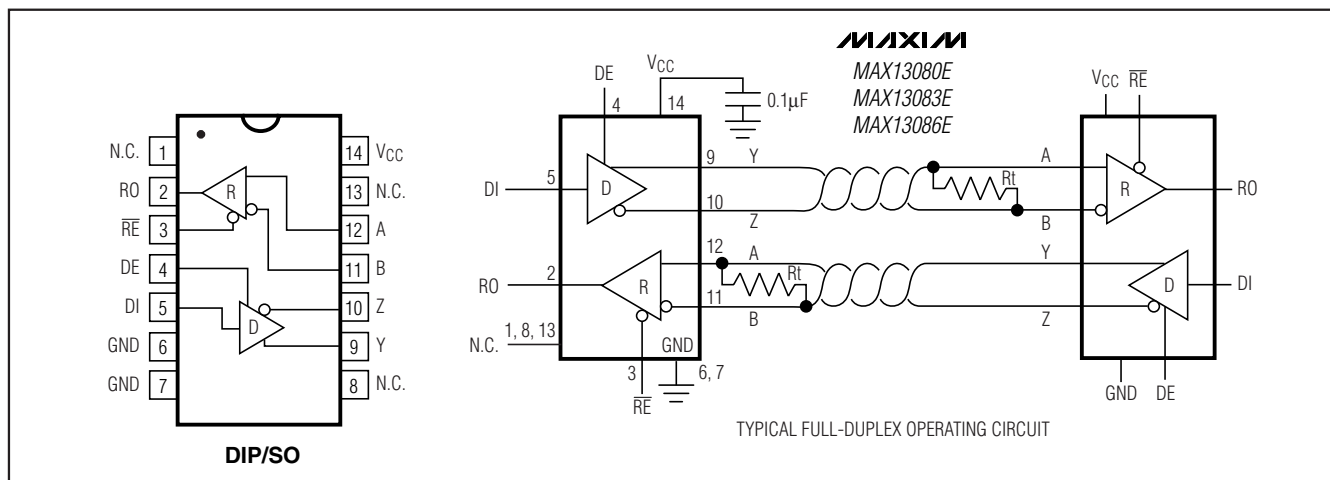 N.C. 1
RO 2
R̅E̅ 3
DE 4
DI 5
GND 6
GND 7
14 VCC
13 N.C.
12 A
11 B
10 Z
9 Y
8 N.C.
R
D
DIP/SO
MAXIM
MAX13080E
MAX13083E
MAX13086E
DE
4
VCC
14
0.1µF
DI
5
D
9
Y
10
Z
RO
2
R
12
A
11
B
1, 8, 13
N.C.
GND
3
R̅E̅
6, 7
Rt
Rt
VCC
R̅E̅
A
B
R
RO
Y
Z
D
DI
GND
DE
TYPICAL FULL-DUPLEX OPERATING CIRCUIT